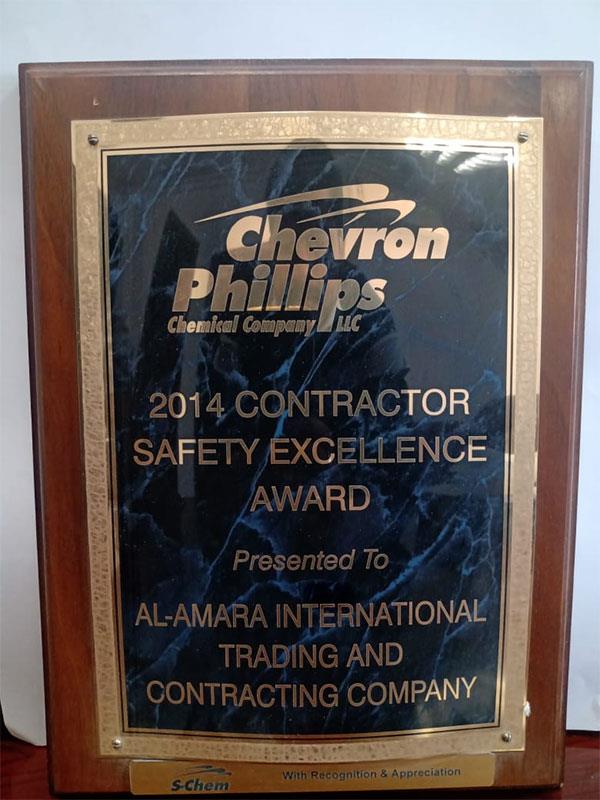 Chevron
Phillips
Chemical Company LLC
2014 CONTRACTOR
SAFETY EXCELLENCE
AWARD
Presented To
AL-AMARA INTERNATIONAL
TRADING AND
CONTRACTING COMPANY
S-Chem With Recognition & Appreciation